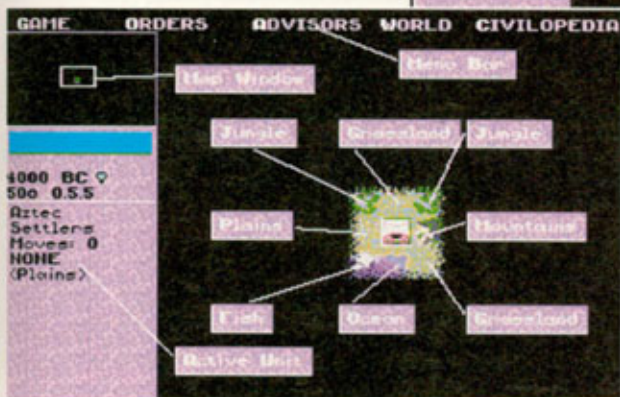 GAME ORDERS ADVISORS WORLD CIVILOPEDIA
Menu Bar
Map Window
Jungle Grassland Jungle
4000 BC
50¢ 0.5.5
Aztec
Settlers
Moves: 0
NONE
(Plains)
Plains Mountains
Fish Ocean Grassland
Active Unit